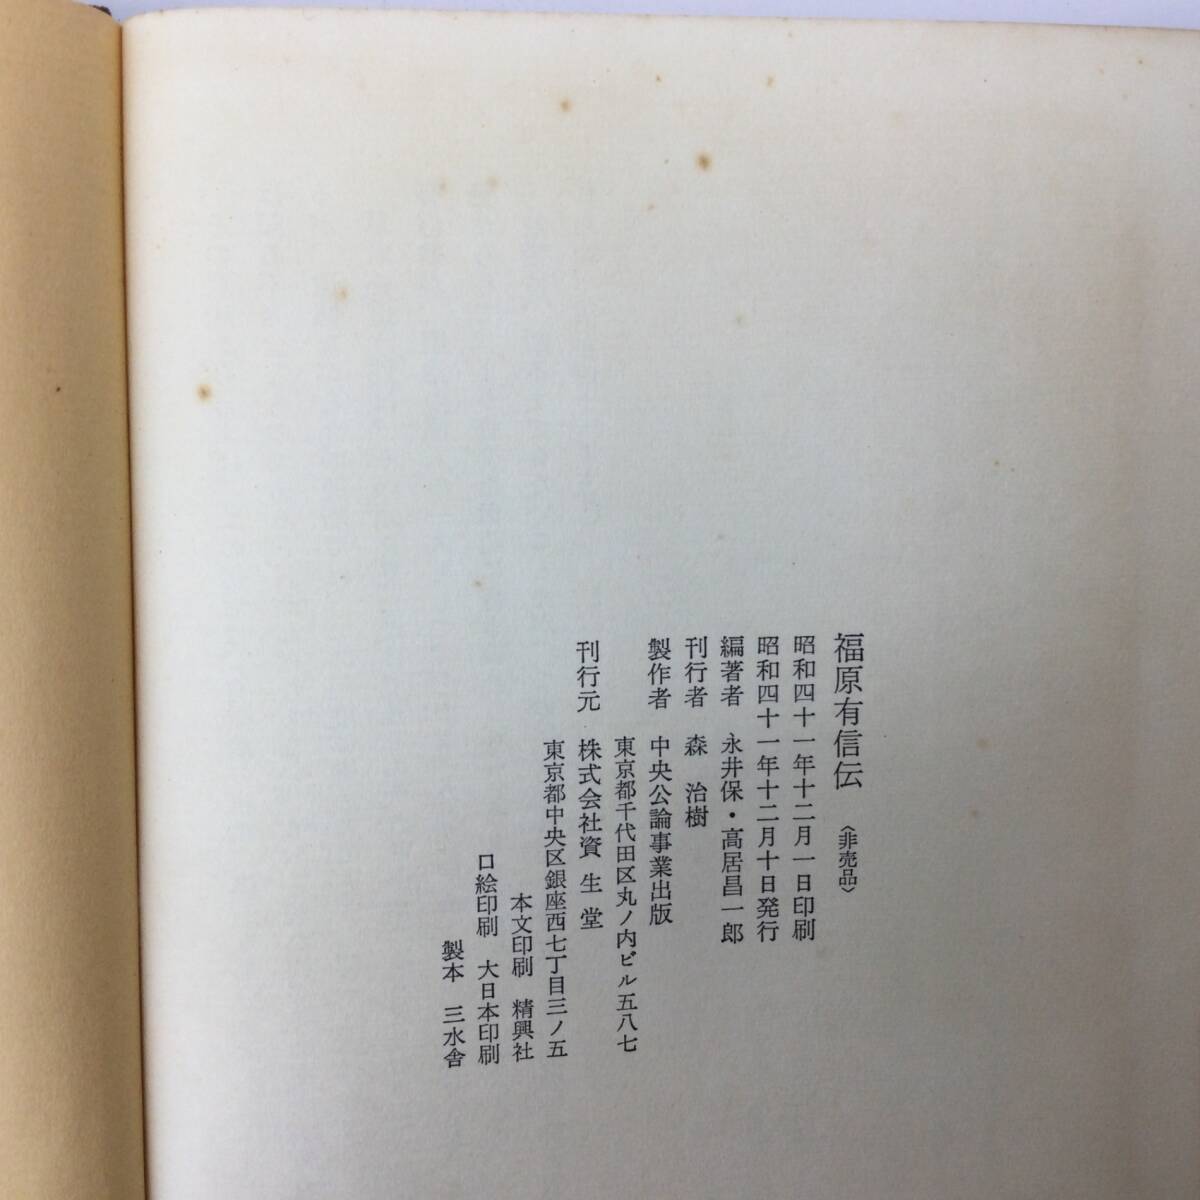 福原有信伝 〈非売品〉
昭和四十一年十二月一日印刷
昭和四十一年十二月十日発行
編著者 永井保・高居昌一郎
刊行者 森 治樹
製作者 中央公論事業出版
東京都千代田区丸ノ内ビル五八七
刊行元 株式会社資生堂
東京都中央区銀座西七丁目三ノ五
本文印刷 精興社
口絵印刷 大日本印刷
製本 三水舎